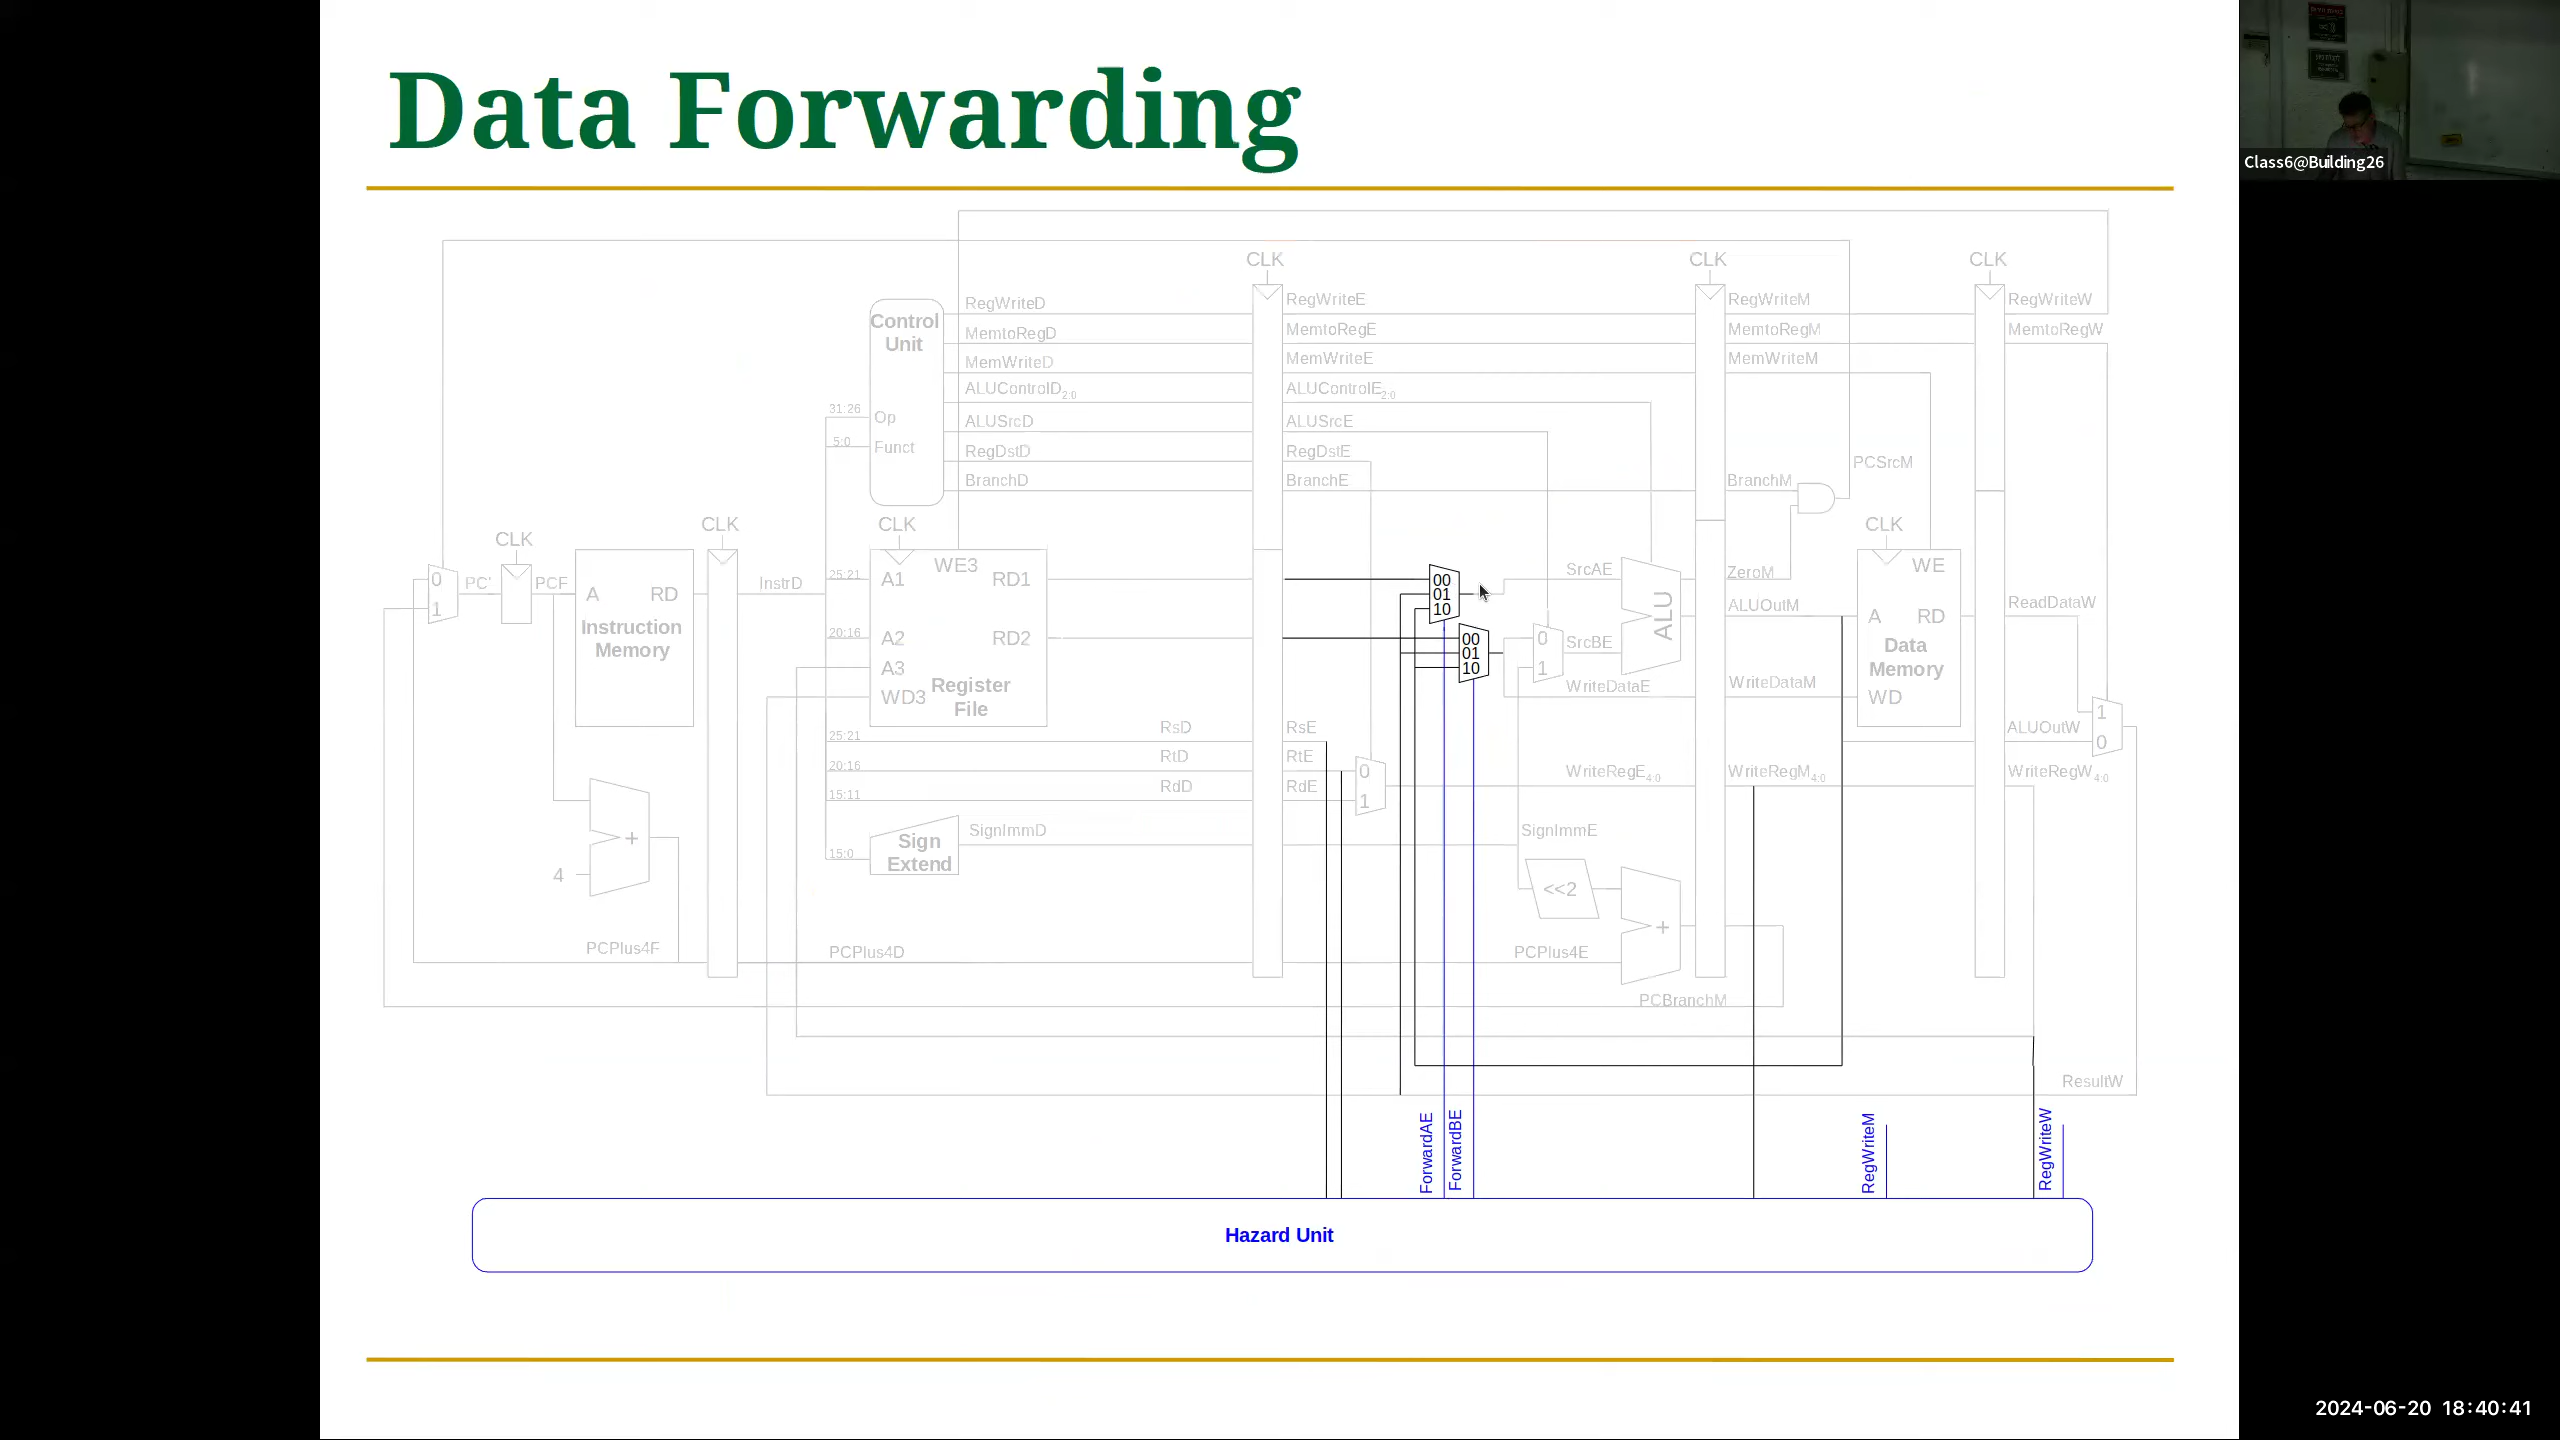 Data Forwarding
Class6@Building26
CLK
CLK
CLK
RegWriteD
RegWriteE
RegWriteM
RegWriteW
Control
Unit
MemtoRegD
MemtoRegE
MemtoRegM
MemtoRegW
MemWriteD
MemWriteE
MemWriteM
ALUControlD2:0
ALUControlE2:0
31:26
Op
ALUSrcD
ALUSrcE
5:0
Funct
RegDstD
RegDstE
PCSrcM
BranchD
BranchE
BranchM
CLK
CLK
CLK
CLK
0
1
PC'
PCF
A
RD
Instruction
Memory
InstrD
25:21
A1
WE3
RD1
20:16
A2
RD2
A3
WD3
Register
File
00
01
10
00
01
10
SrcAE
0
1
SrcBE
ALU
ZeroM
ALUOutM
WE
A
RD
Data
Memory
WD
ReadDataW
WriteDataE
WriteDataM
1
0
ALUOutW
25:21
RsD
RsE
20:16
RtD
RtE
15:11
RdD
RdE
0
1
WriteRegE4:0
WriteRegM4:0
WriteRegW4:0
SignImmD
SignImmE
15:0
Sign
Extend
+
4
<<2
+
PCPlus4F
PCPlus4D
PCPlus4E
PCBranchM
ResultW
ForwardAE
ForwardBE
RegWriteM
RegWriteW
Hazard Unit
2024-06-20 18:40:41